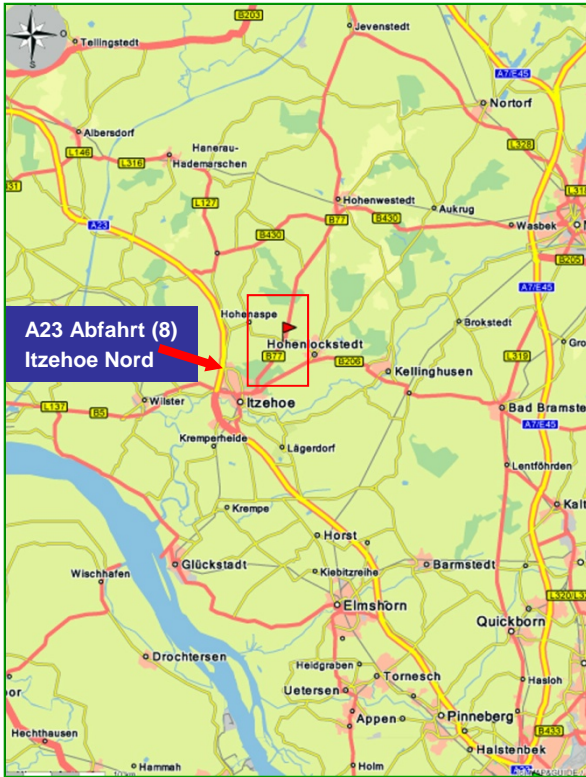 B203
O
S
Tellingstedt
Jevenstedt
A7/E45
Nortorf
Albersdorf
L146
L316
Hanerau-
Hademarschen
L328
L127
Hohenwestedt
B77
B430
Aukrug
A23
B430
Wasbek
B205
A7/E45
A23 Abfahrt (8)
Itzehoe Nord
Hohenaspe
Brokstedt
Hohenlockstedt
B77
B206
L319
Kellinghusen
L137
B5
Wilster
Itzehoe
Bad Bramste
A7/E45
Kremperheide
Lägerdorf
Lentföhrden
Krempe
Kalt
Horst
Glückstadt
Kiebitzreihe
Barmstedt
Wischhafen
Elmshorn
Quickborn
Drochtersen
Heidgraben
Tornesch
Hasloh
Uetersen
Appen
Pinneberg
B433
Hechthausen
Halstenbek
Hammah
Holm